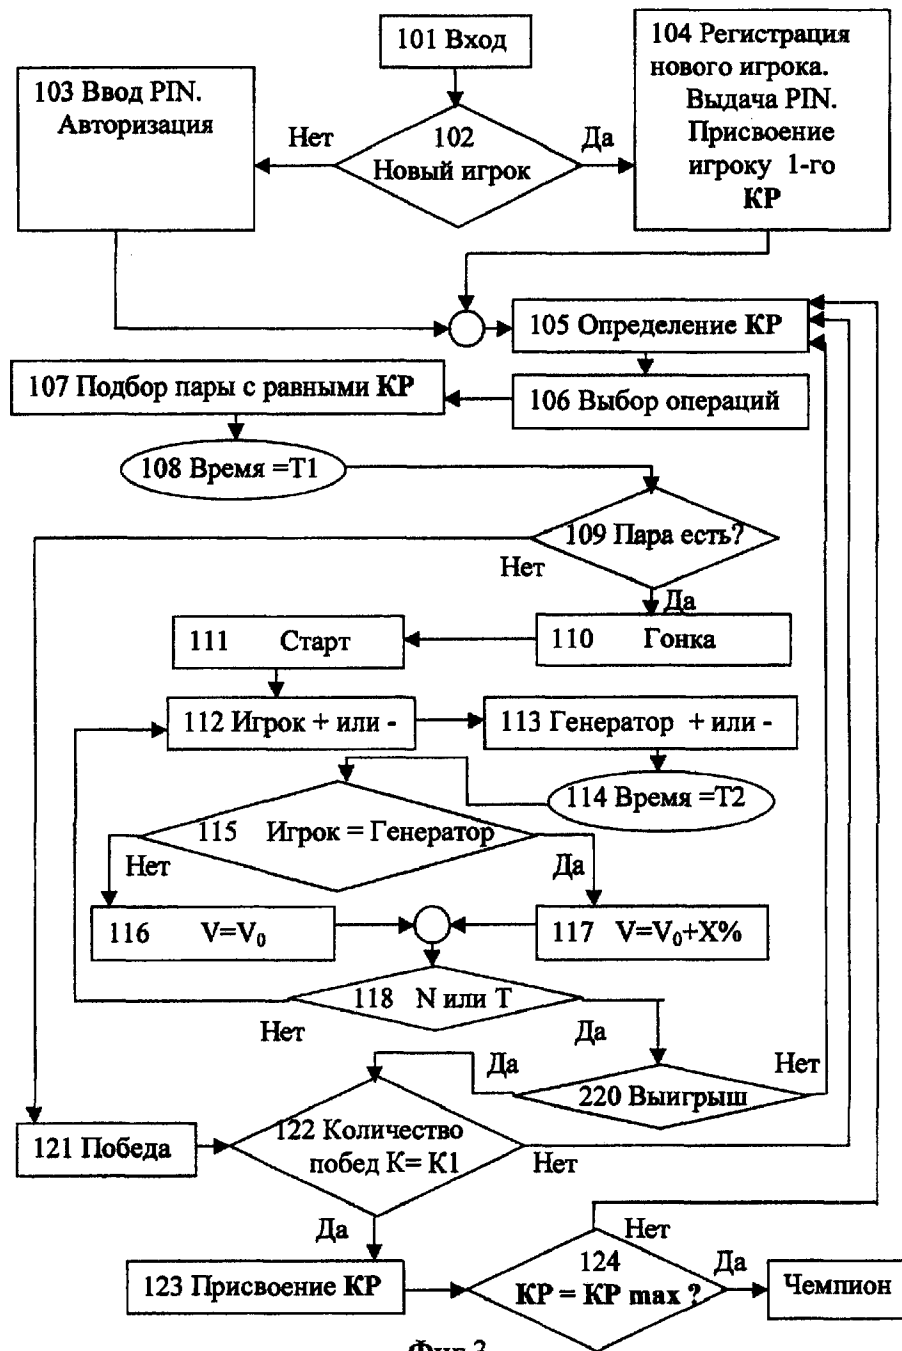 101 Вход
104 Регистрация
нового игрока.
Выдача PIN.
Присвоение
игроку 1-го
КР
103 Ввод PIN.
Авторизация
Нет
102
Новый игрок
Да
105 Определение КР
107 Подбор пары с равными КР
106 Выбор операций
108 Время =Т1
109 Пара есть?
Нет
Да
111 Старт
110 Гонка
112 Игрок + или -
113 Генератор + или -
114 Время =Т2
115 Игрок = Генератор
Нет
Да
116 V=V₀
117 V=V₀+X%
118 N или Т
Нет
Да
Да
Нет
220 Выигрыш
121 Победа
122 Количество
побед К= К1
Нет
Да
123 Присвоение КР
124
КР = КР max ?
Нет
Да
Чемпион
Фиг.3